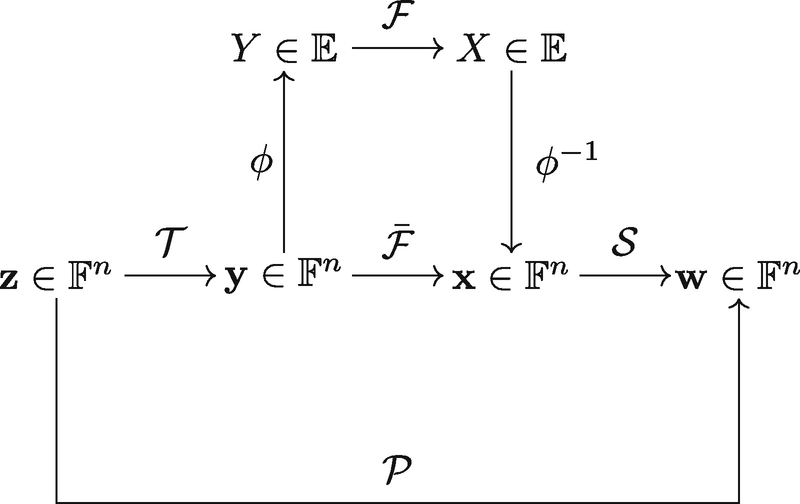 Y ∈ 𝔼 ℱ X ∈ 𝔼
ϕ ϕ⁻¹
𝐳 ∈ 𝔽ⁿ 𝒯 𝐲 ∈ 𝔽ⁿ ℱ̄ 𝐱 ∈ 𝔽ⁿ 𝒮 𝐰 ∈ 𝔽ⁿ
𝒫